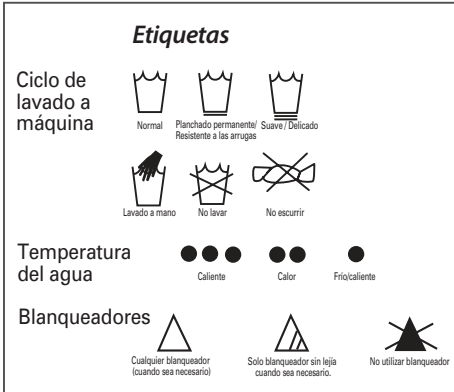 Etiquetas
Ciclo de
lavado a
máquina
Normal
Planchado permanente/
Resistente a las arrugas
Suave / Delicado
Lavado a mano
No lavar
No escurrir
Temperatura
del agua
Caliente
Calor
Frío/caliente
Blanqueadores
Cualquier blanqueador
(cuando sea necesario)
Solo blanqueador sin lejía
cuando sea necesario.
No utilizar blanqueador